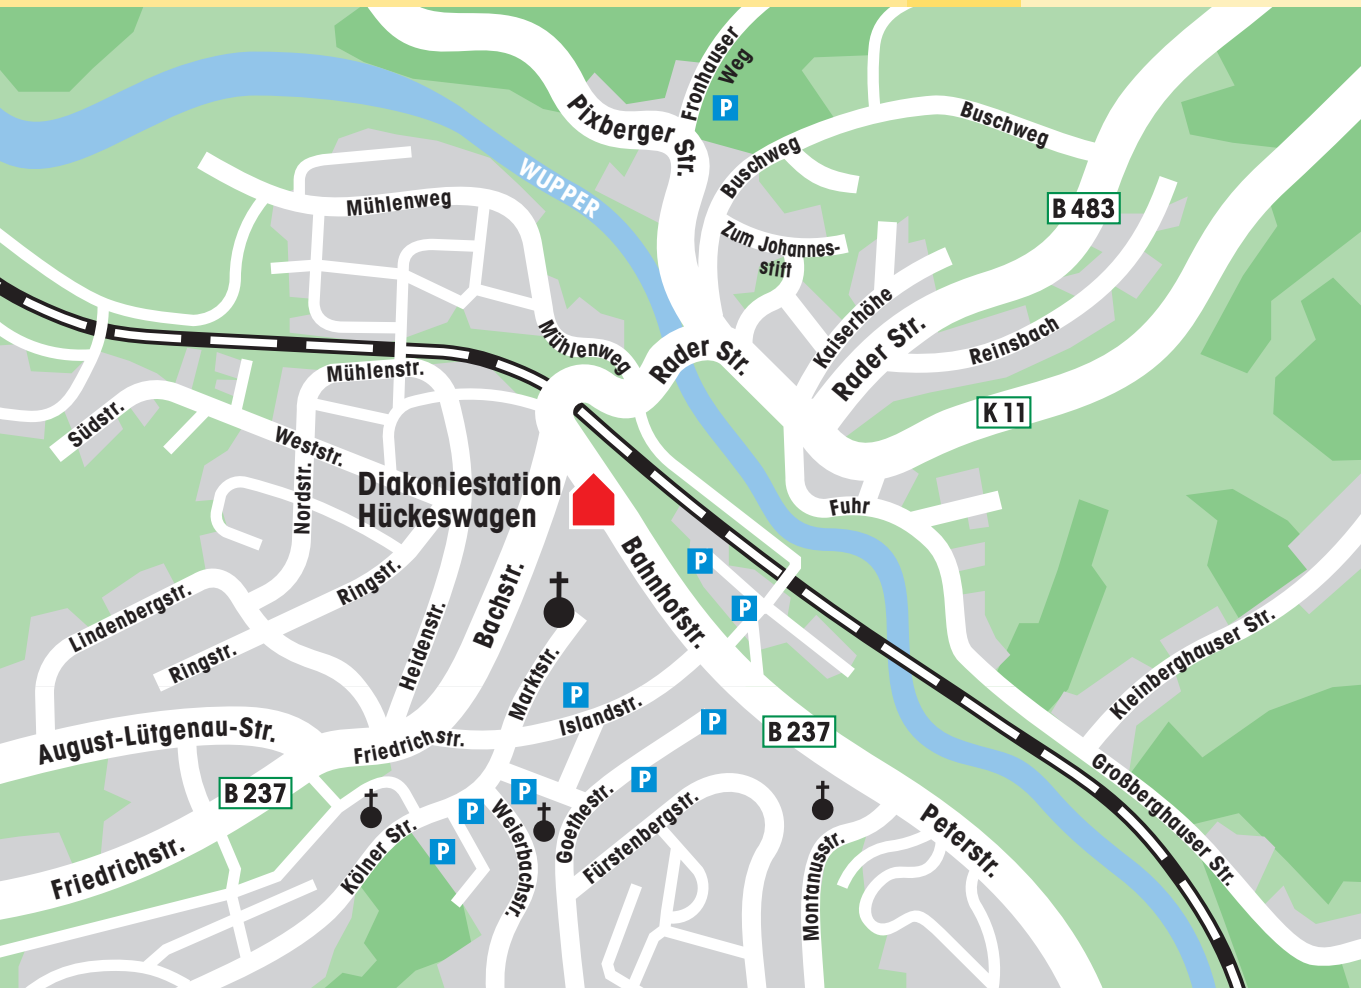 Fronhauser
Weg
P
Pixberger Str.
Buschweg
Buschweg
WUPPER
B 483
Mühlenweg
Zum Johannes-
stift
Kaiserhöhe
Rader Str.
Reinsbach
Mühlenweg
Rader Str.
Mühlenstr.
K 11
Südstr.
Weststr.
Nordstr.
Diakoniestation
Hückeswagen
Fuhr
P
Bahnhofstr.
Ringstr.
Bachstr.
P
Lindenbergstr.
Heidenstr.
Ringstr.
Kleinberghauser Str.
Marktstr.
P
Islandstr.
P
B 237
August-Lütgenau-Str.
Friedrichstr.
P
B 237
P
P
Goethestr.
Großberghauser Str.
Weierbachstr.
Fürstenbergstr.
Peterstr.
Kölner Str.
P
Montanusstr.
Friedrichstr.